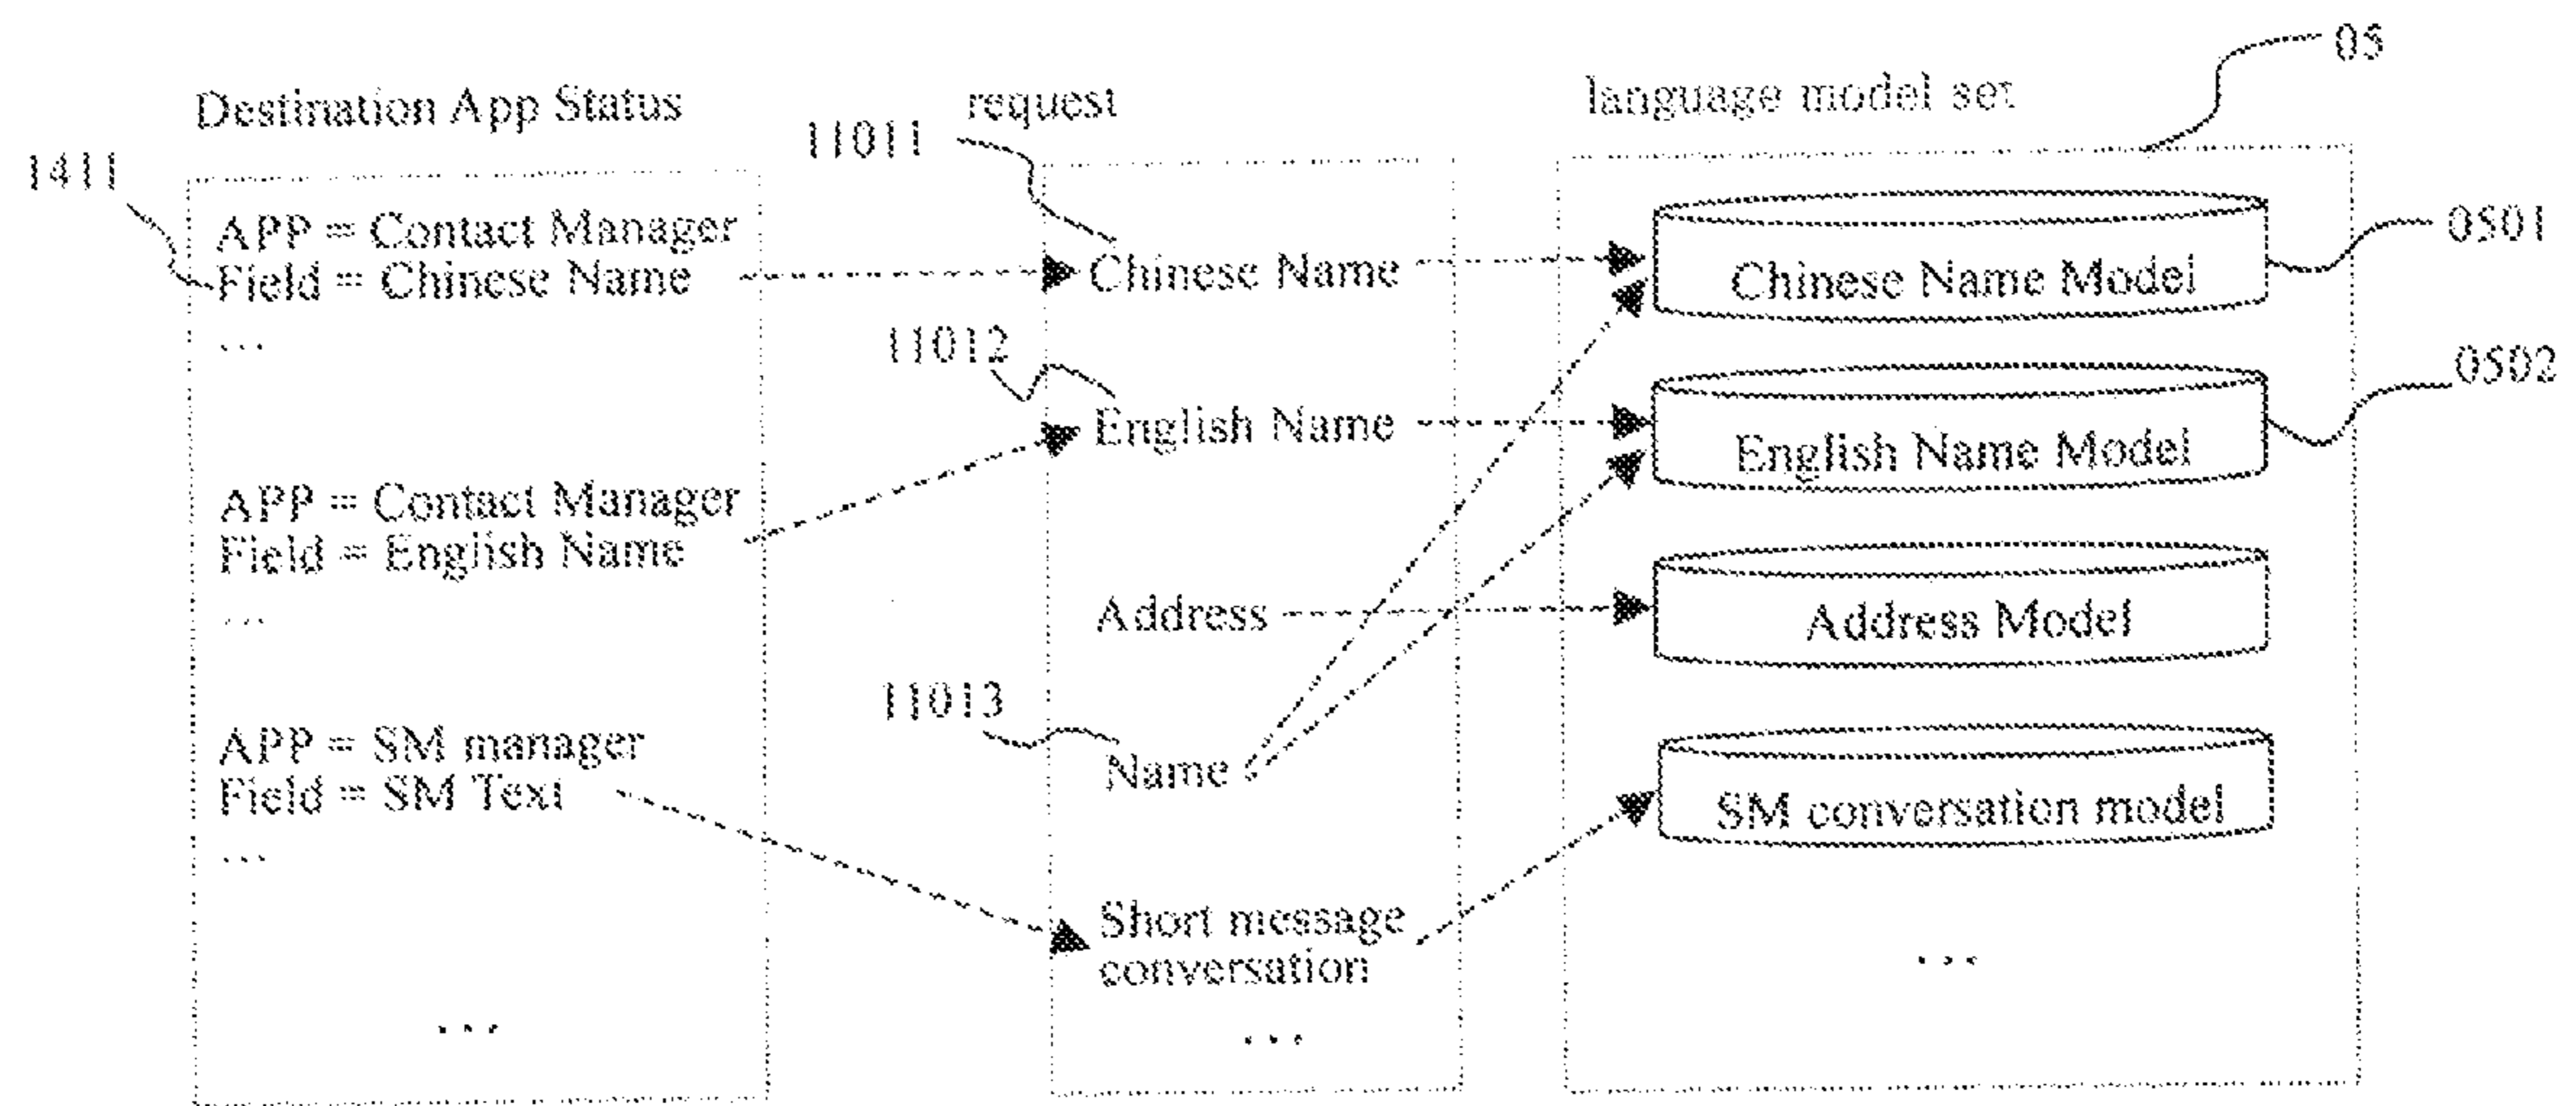 05
Destination App Status
request
language model set
11011
1411
APP = Contact Manager
Field = Chinese Name
...
Chinese Name
Chinese Name Model
0501
11012
English Name
English Name Model
0502
APP = Contact Manager
Field = English Name
...
Address
Address Model
11013
APP = SM manager
Field = SM Text
...
Name
SM conversation model
Short message
conversation
...
...
...